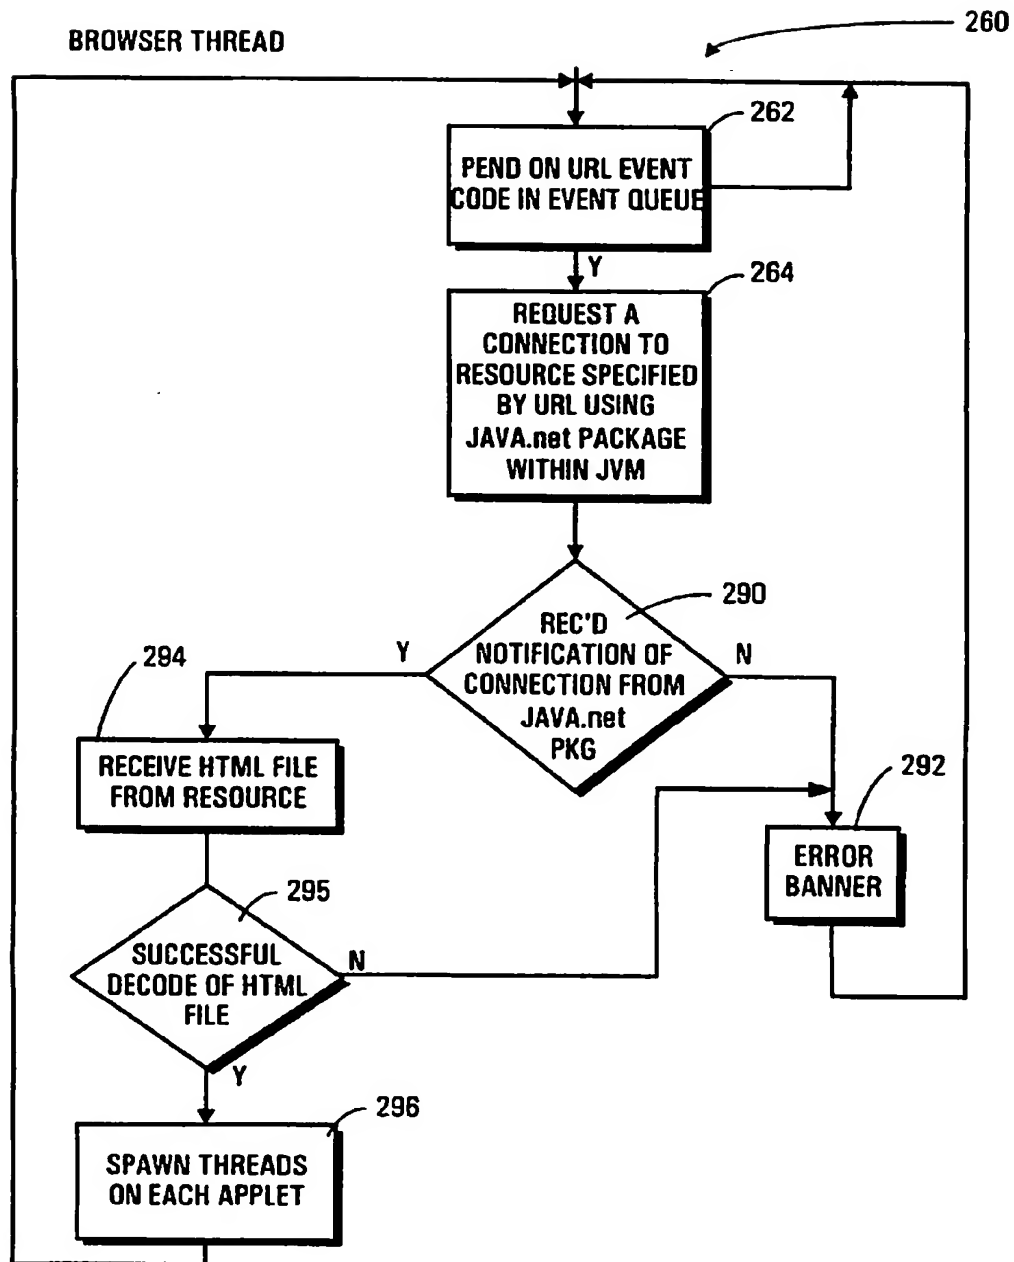 BROWSER THREAD
260
262
PEND ON URL EVENT
CODE IN EVENT QUEUE
Y
264
REQUEST A
CONNECTION TO
RESOURCE SPECIFIED
BY URL USING
JAVA.net PACKAGE
WITHIN JVM
290
REC'D
NOTIFICATION OF
CONNECTION FROM
JAVA.net
PKG
Y
N
294
RECEIVE HTML FILE
FROM RESOURCE
292
ERROR
BANNER
295
SUCCESSFUL
DECODE OF HTML
FILE
N
Y
296
SPAWN THREADS
ON EACH APPLET